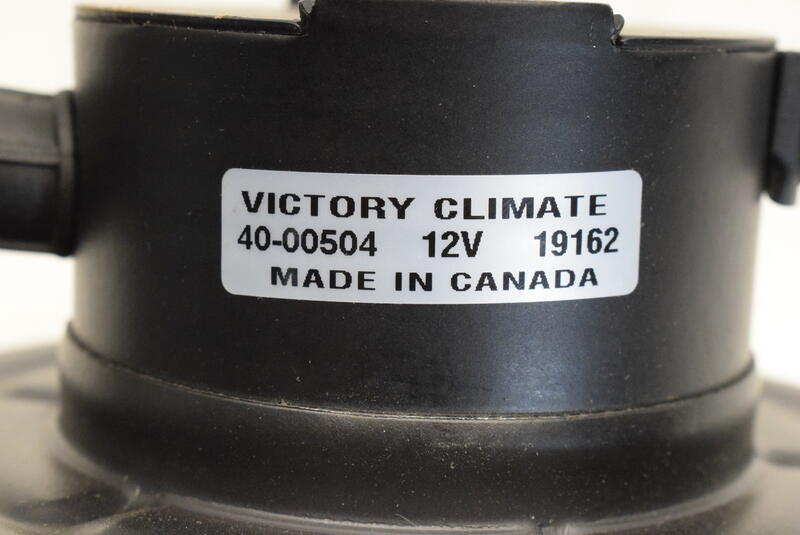 VICTORY CLIMATE
40-00504 12V 19162
MADE IN CANADA